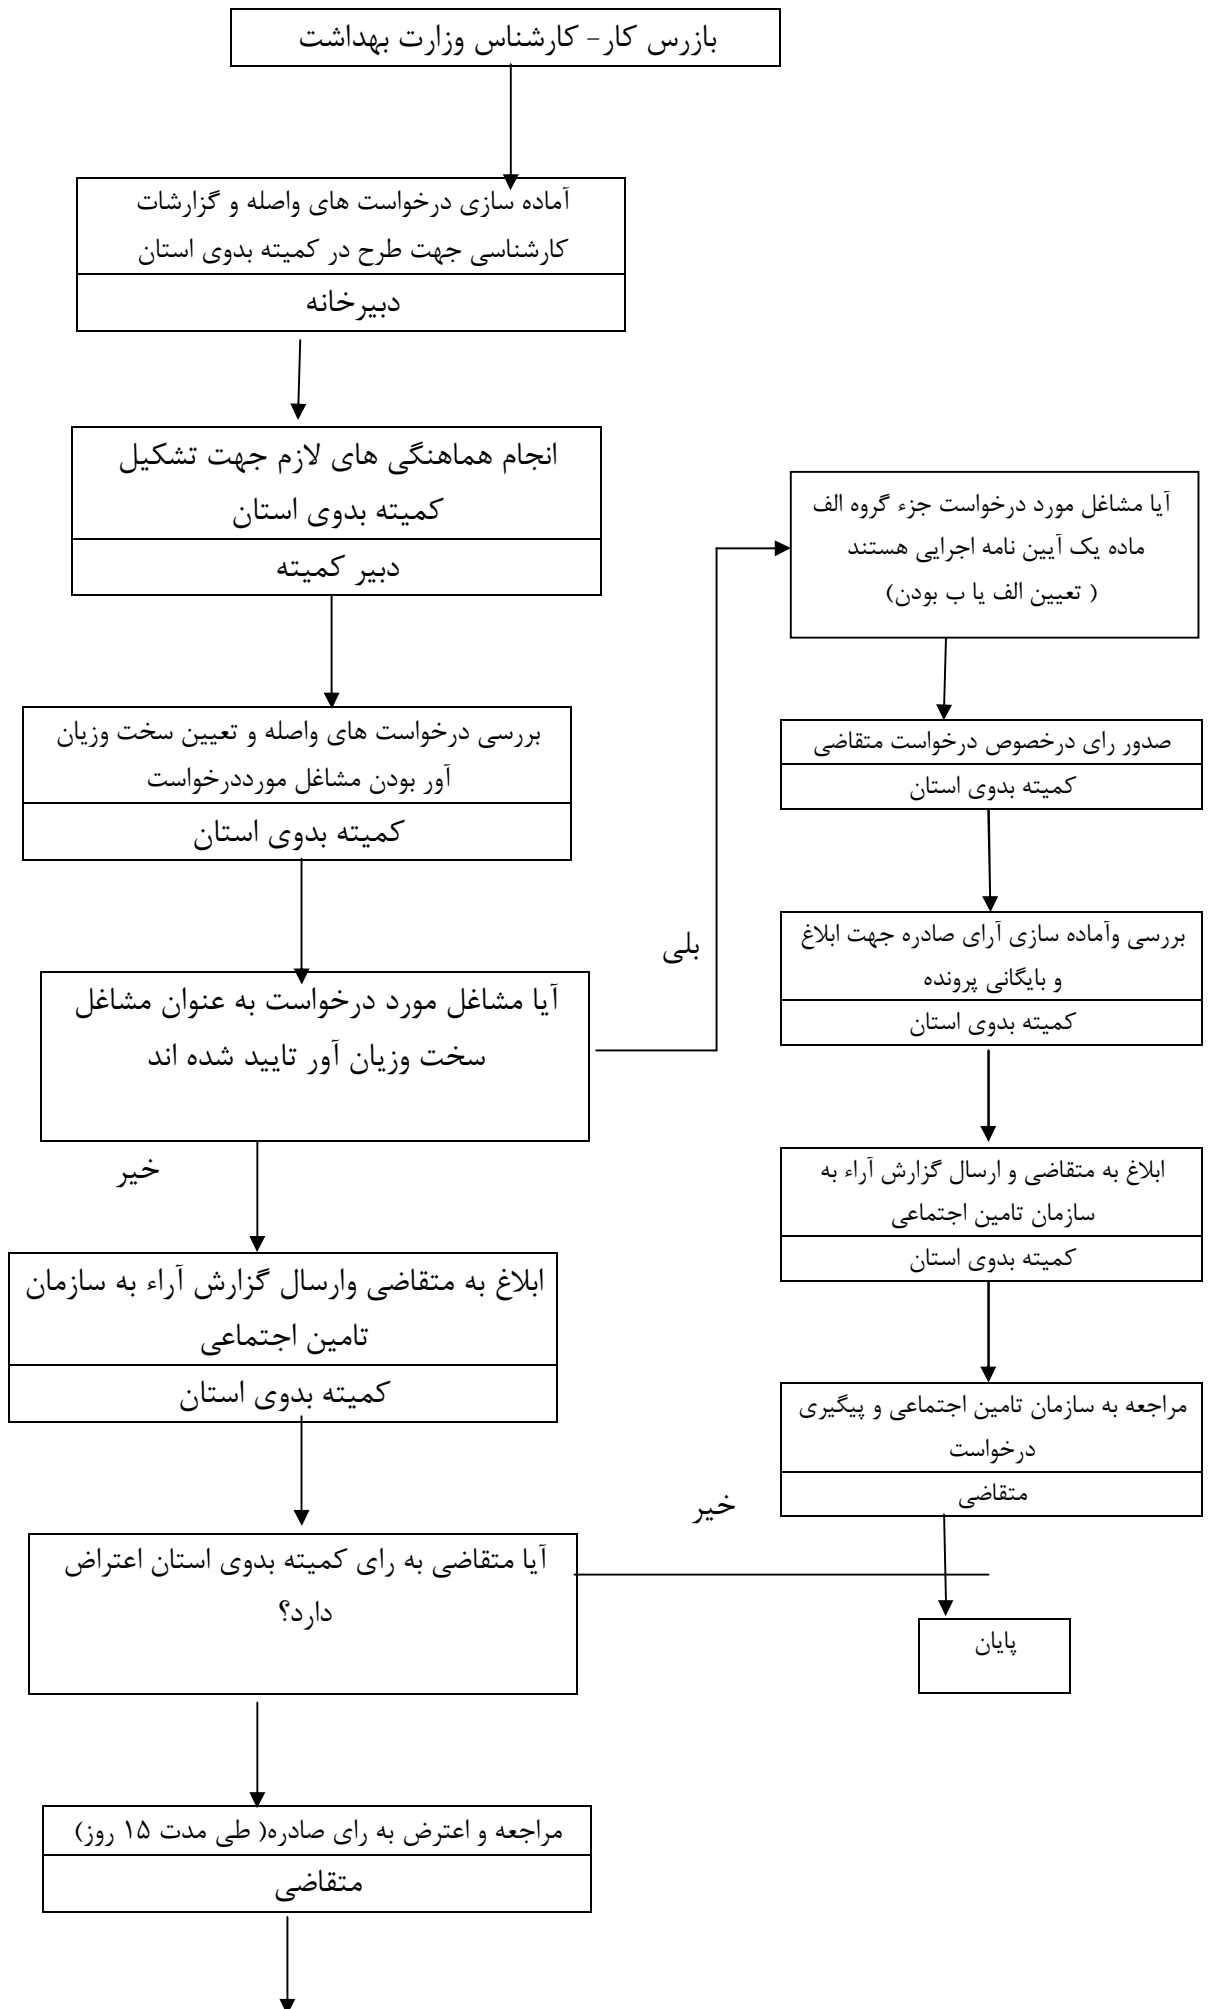 بازرس کار- کارشناس وزارت بهداشت
آماده سازی درخواست های واصله و گزارشات
کارشناسی جهت طرح در کمیته بدوی استان
دبیرخانه
انجام هماهنگی های لازم جهت تشکیل
کمیته بدوی استان
دبیر کمیته
بررسی درخواست های واصله و تعیین سخت وزیان
آور بودن مشاغل مورددرخواست
کمیته بدوی استان
آیا مشاغل مورد درخواست به عنوان مشاغل
سخت وزیان آور تایید شده اند
بلی
خیر
آیا مشاغل مورد درخواست جزء گروه الف
ماده یک آیین نامه اجرایی هستند
( تعیین الف یا ب بودن)
صدور رای درخصوص درخواست متقاضی
کمیته بدوی استان
بررسی وآماده سازی آرای صادره جهت ابلاغ
و بایگانی پرونده
کمیته بدوی استان
ابلاغ به متقاضی و ارسال گزارش آراء به
سازمان تامین اجتماعی
کمیته بدوی استان
مراجعه به سازمان تامین اجتماعی و پیگیری
درخواست
متقاضی
پایان
ابلاغ به متقاضی وارسال گزارش آراء به سازمان
تامین اجتماعی
کمیته بدوی استان
آیا متقاضی به رای کمیته بدوی استان اعتراض
دارد؟
خیر
مراجعه و اعترض به رای صادره( طی مدت ۱۵ روز)
متقاضی